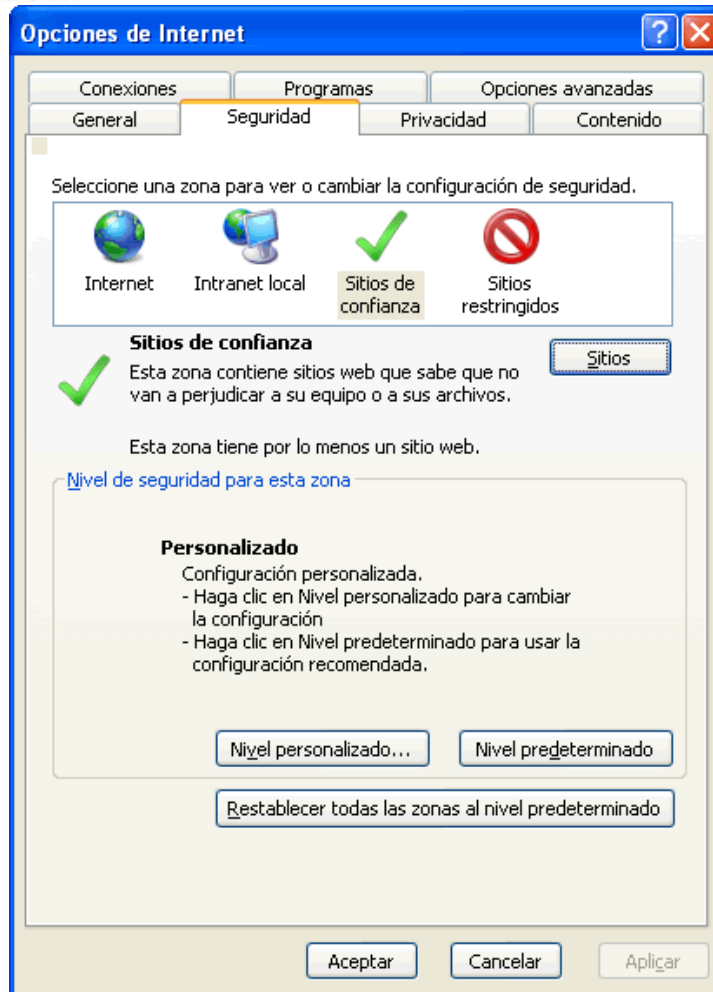 Opciones de Internet
Conexiones Programas Opciones avanzadas
General Seguridad Privacidad Contenido
Seleccione una zona para ver o cambiar la configuración de seguridad.
Internet Intranet local Sitios de confianza Sitios restringidos
Sitios de confianza
Sitios
Esta zona contiene sitios web que sabe que no
van a perjudicar a su equipo o a sus archivos.
Esta zona tiene por lo menos un sitio web.
Nivel de seguridad para esta zona
Personalizado
Configuración personalizada.
- Haga clic en Nivel personalizado para cambiar
la configuración
- Haga clic en Nivel predeterminado para usar la
configuración recomendada.
Nivel personalizado... Nivel predeterminado
Restablecer todas las zonas al nivel predeterminado
Aceptar Cancelar Aplicar